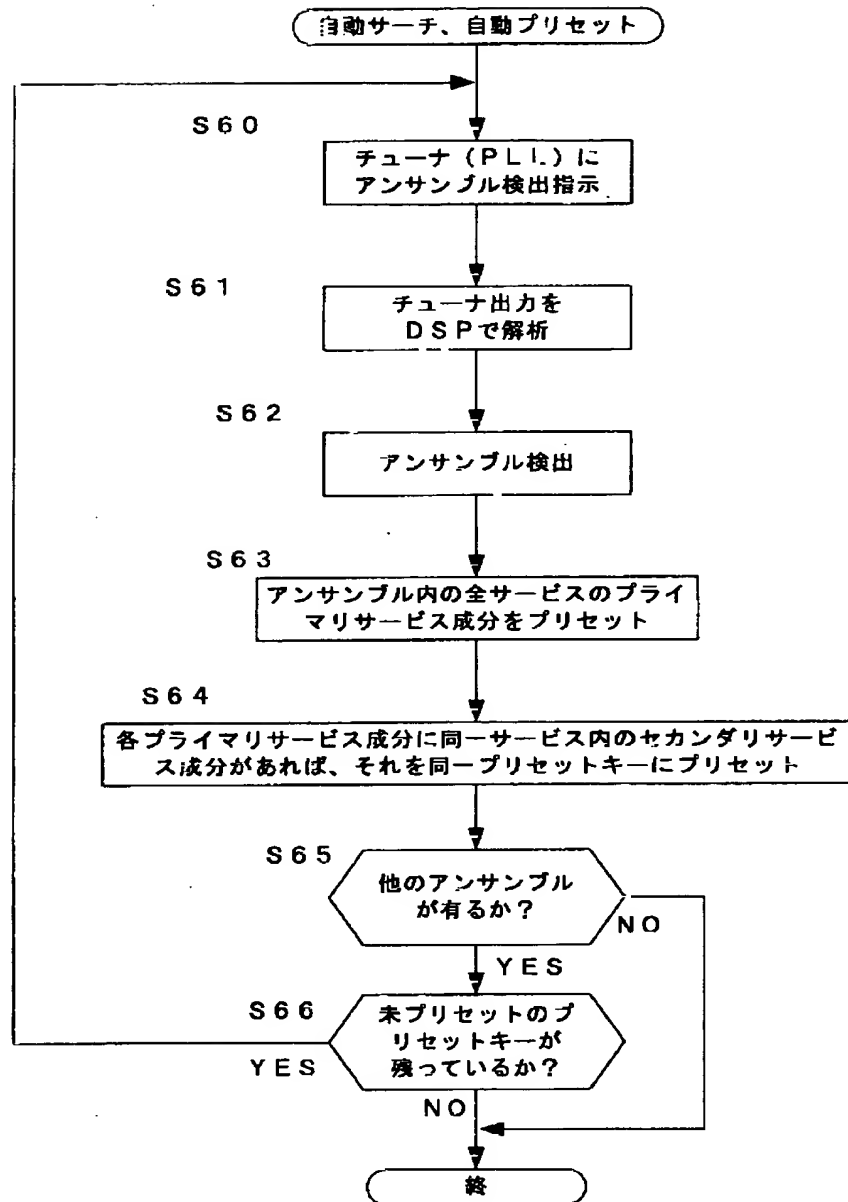 自動サーチ、自動プリセット
S60
チューナ（PLL）に
アンサンブル検出指示
S61
チューナ出力を
DSPで解析
S62
アンサンブル検出
S63
アンサンブル内の全サービスのプライ
マリサービス成分をプリセット
S64
各プライマリサービス成分に同一サービス内のセカンダリサービ
ス成分があれば、それを同一プリセットキーにプリセット
S65
他のアンサンブル
が有るか？
NO
YES
S66
未プリセットのプ
リセットキーが
残っているか？
YES
NO
終